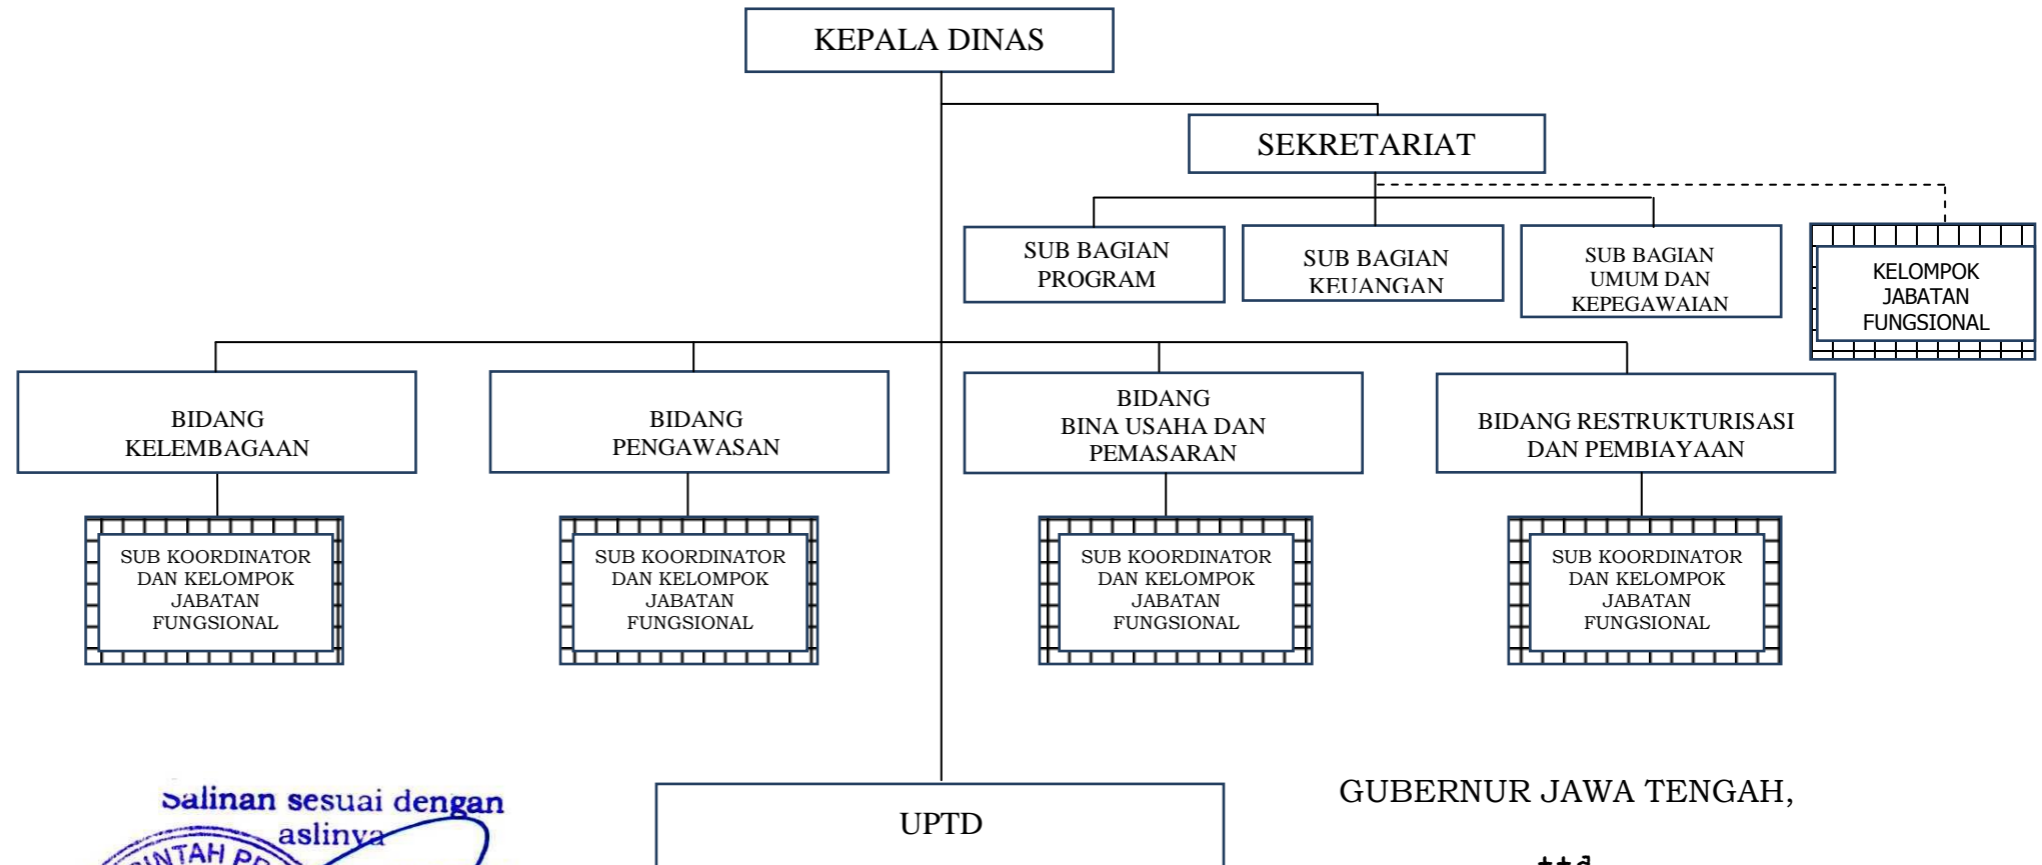 KEPALA DINAS
SEKRETARIAT
SUB BAGIAN
PROGRAM
SUB BAGIAN
KEUANGAN
SUB BAGIAN
UMUM DAN
KEPEGAWAIAN
KELOMPOK
JABATAN
FUNGSIONAL
BIDANG
KELEMBAGAAN
BIDANG
PENGAWASAN
BIDANG
BINA USAHA DAN
PEMASARAN
BIDANG RESTRUKTURISASI
DAN PEMBIAYAAN
SUB KOORDINATOR
DAN KELOMPOK
JABATAN
FUNGSIONAL
SUB KOORDINATOR
DAN KELOMPOK
JABATAN
FUNGSIONAL
SUB KOORDINATOR
DAN KELOMPOK
JABATAN
FUNGSIONAL
SUB KOORDINATOR
DAN KELOMPOK
JABATAN
FUNGSIONAL
Salinan sesuai dengan
aslinya
UPTD
GUBERNUR JAWA TENGAH,
ttd